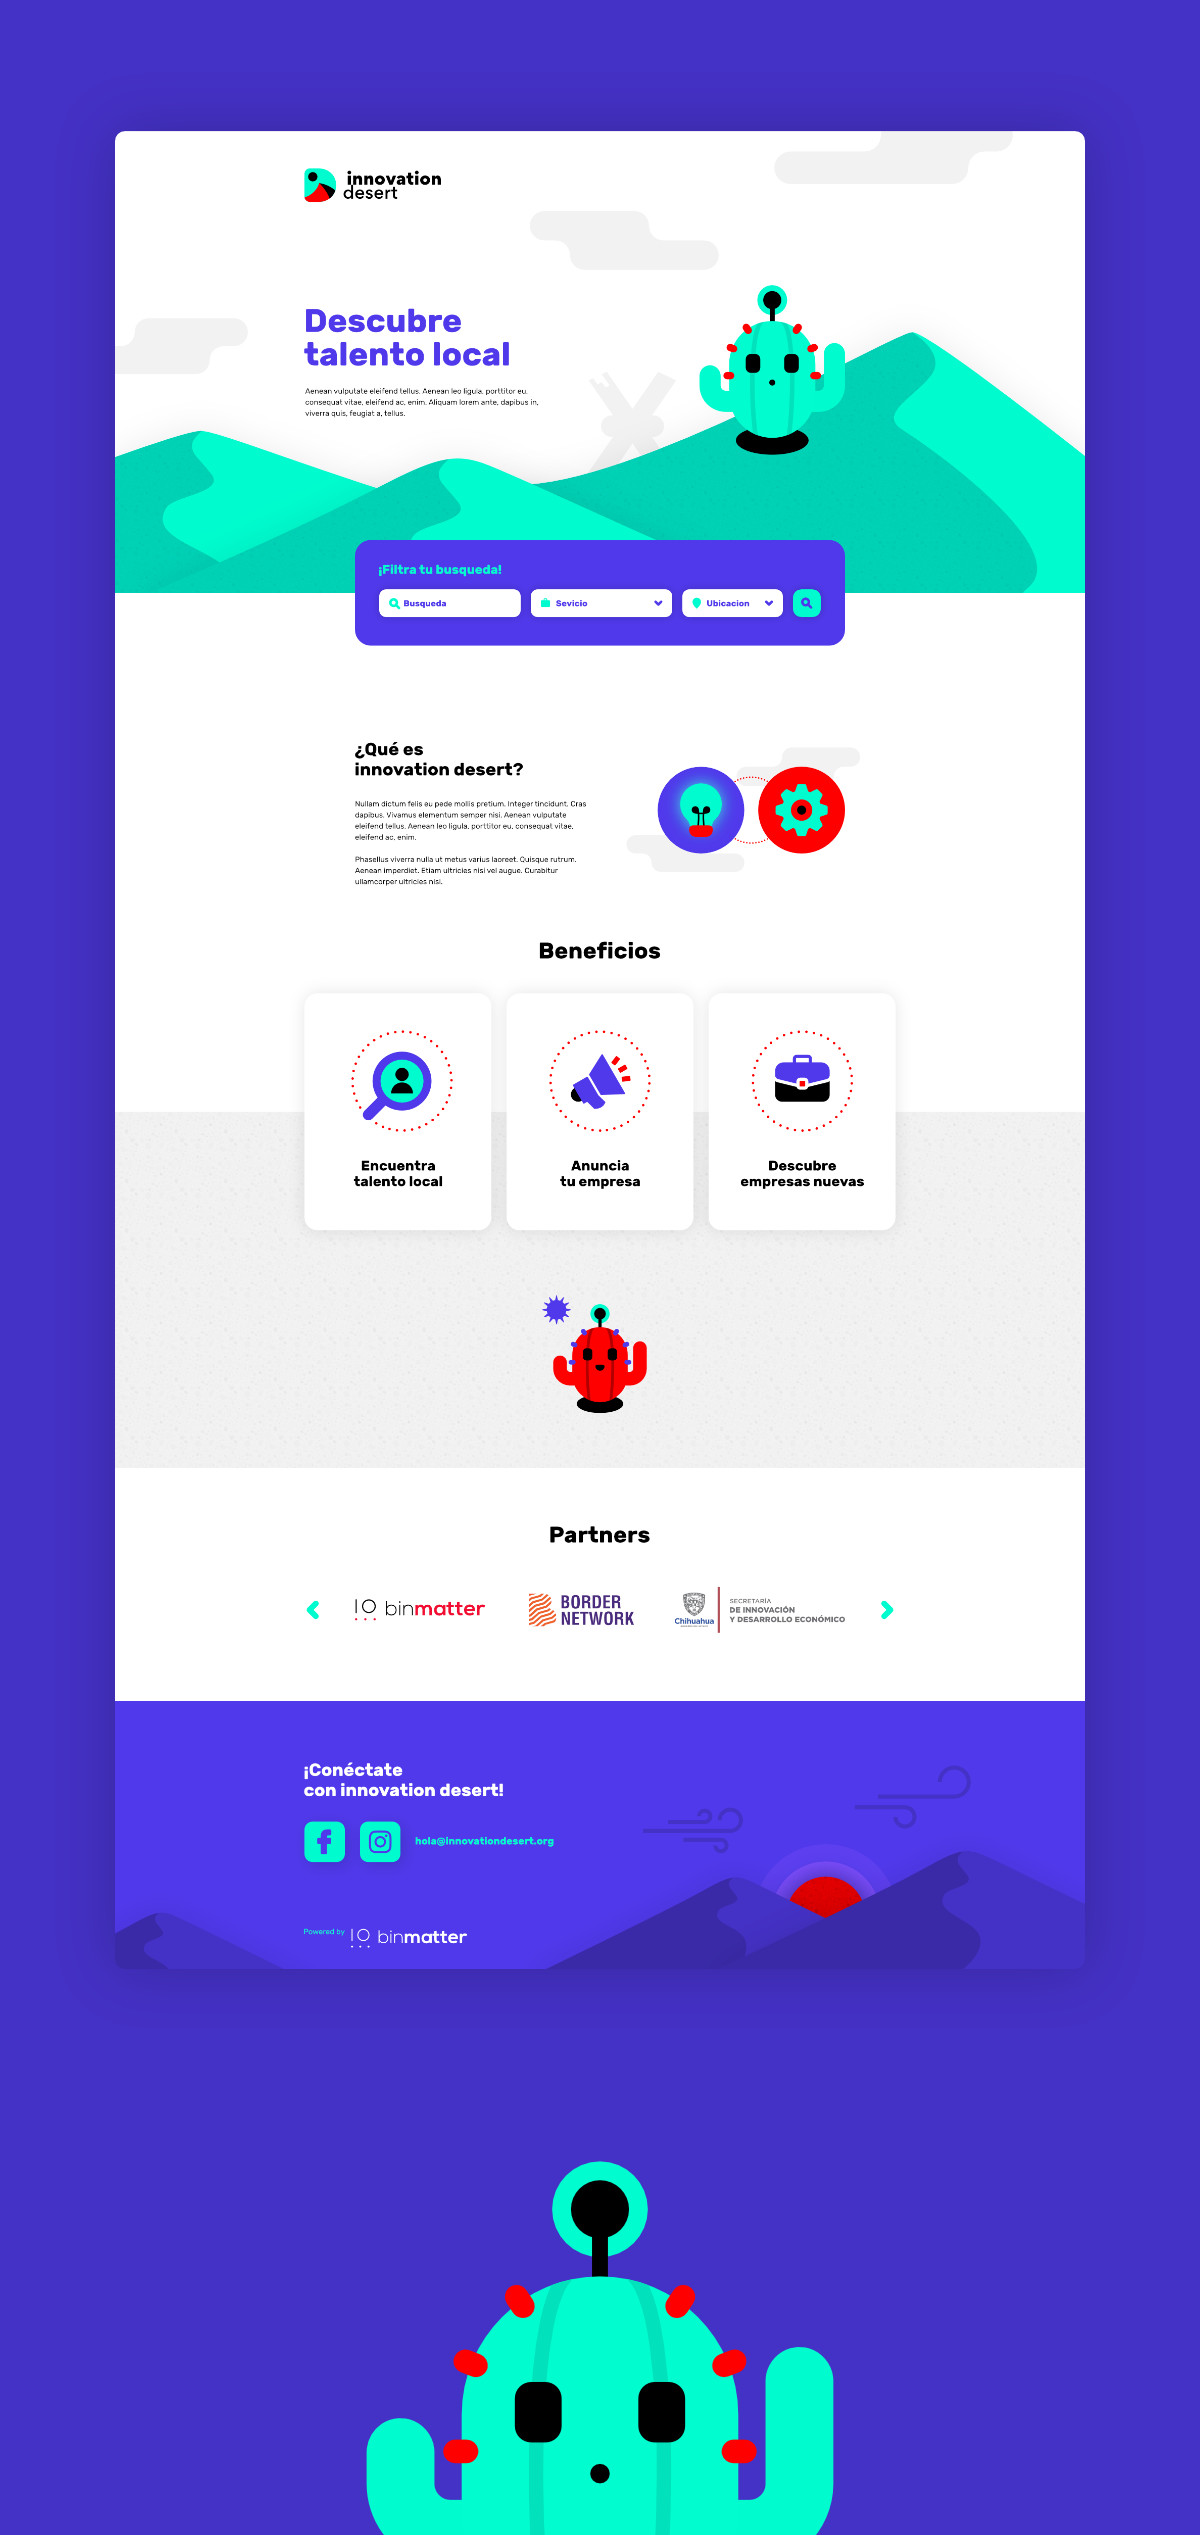 innovation
desert
Descubre
talento local
Aenean vulputate eleifend tellus. Aenean leo ligula, porttitor eu,
consequat vitae, eleifend ac, enim. Aliquam lorem ante, dapibus in,
viverra quis, feugiat a, tellus.
¡Filtra tu busqueda!
Busqueda
Sevicio
Ubicacion
¿Qué es
innovation desert?
Nullam dictum felis eu pede mollis pretium. Integer tincidunt. Cras
dapibus. Vivamus elementum semper nisi. Aenean vulputate
eleifend tellus. Aenean leo ligula, porttitor eu, consequat vitae,
eleifend ac, enim.
Phasellus viverra nulla ut metus varius laoreet. Quisque rutrum.
Aenean imperdiet. Etiam ultricies nisi vel augue. Curabitur
ullamcorper ultricies nisi.
Beneficios
Encuentra
talento local
Anuncia
tu empresa
Descubre
empresas nuevas
Partners
binmatter
BORDER
NETWORK
Chihuahua
SECRETARÍA
DE INNOVACIÓN
Y DESARROLLO ECONÓMICO
¡Conéctate
con innovation desert!
hola@innovationdesert.org
Powered by
binmatter